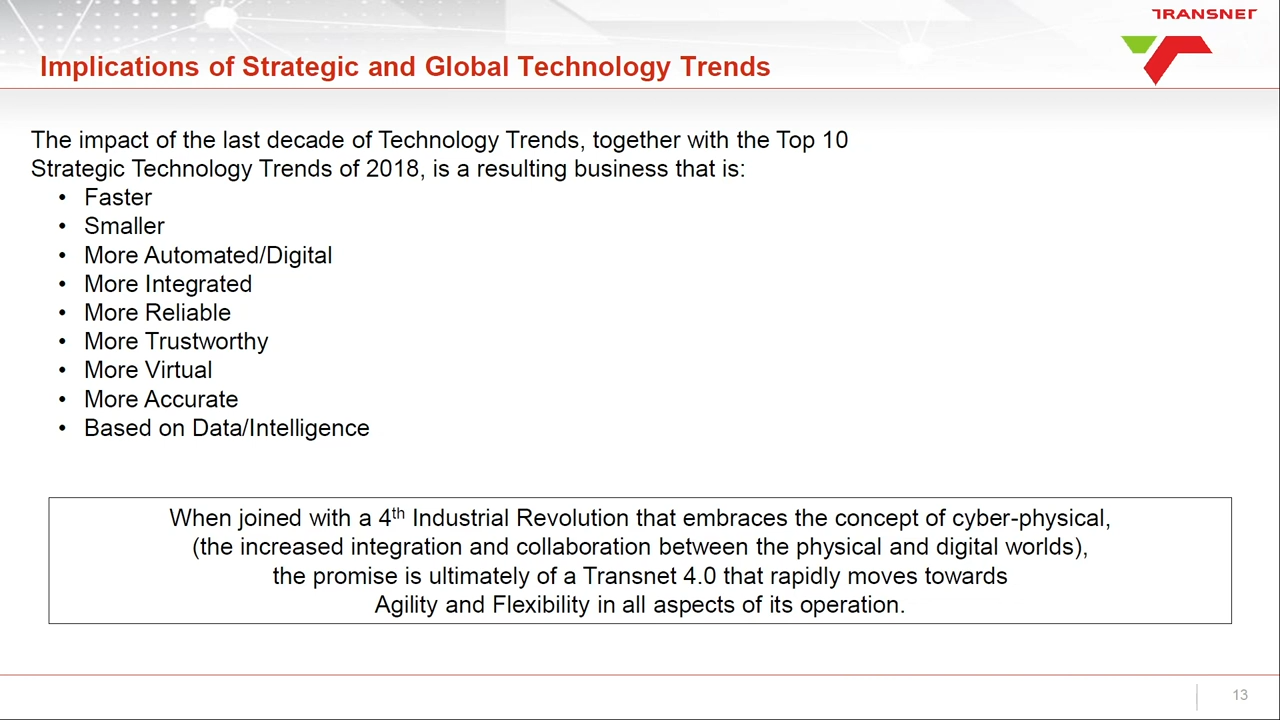 TRANSNET
Implications of Strategic and Global Technology Trends
The impact of the last decade of Technology Trends, together with the Top 10
Strategic Technology Trends of 2018, is a resulting business that is:
• Faster
• Smaller
• More Automated/Digital
• More Integrated
• More Reliable
• More Trustworthy
• More Virtual
• More Accurate
• Based on Data/Intelligence
When joined with a 4th Industrial Revolution that embraces the concept of cyber-physical,
(the increased integration and collaboration between the physical and digital worlds),
the promise is ultimately of a Transnet 4.0 that rapidly moves towards
Agility and Flexibility in all aspects of its operation.
13